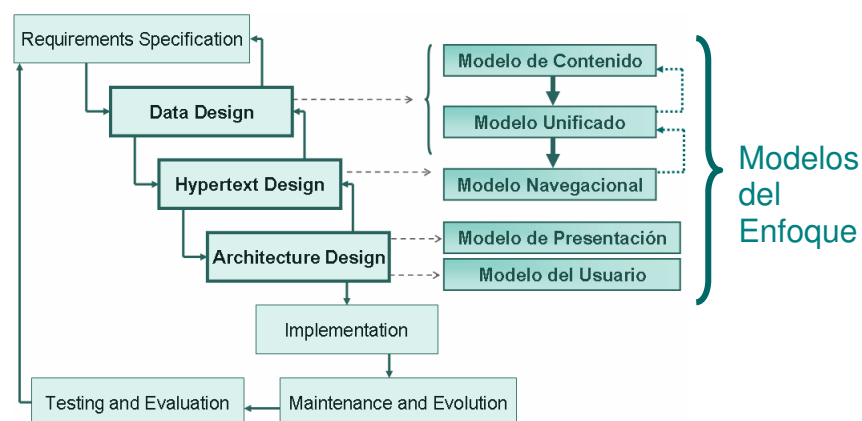 Requirements Specification
Data Design
Hypertext Design
Architecture Design
Implementation
Testing and Evaluation
Maintenance and Evolution
Modelo de Contenido
Modelo Unificado
Modelo Navegacional
Modelo de Presentación
Modelo del Usuario
Modelos
del
Enfoque